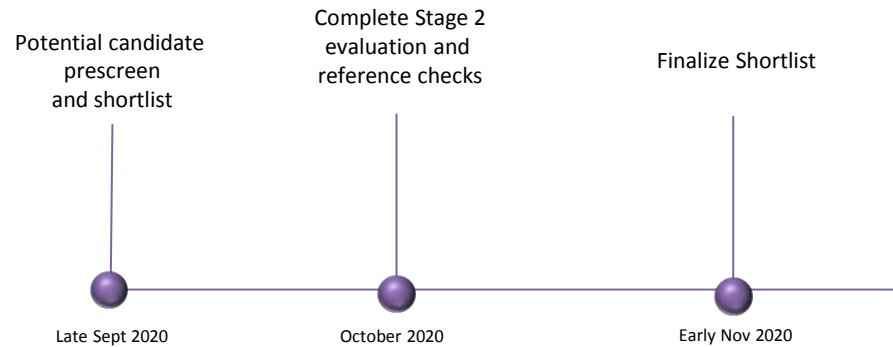 Potential candidate
prescreen
and shortlist
Complete Stage 2
evaluation and
reference checks
Finalize Shortlist
Late Sept 2020
October 2020
Early Nov 2020